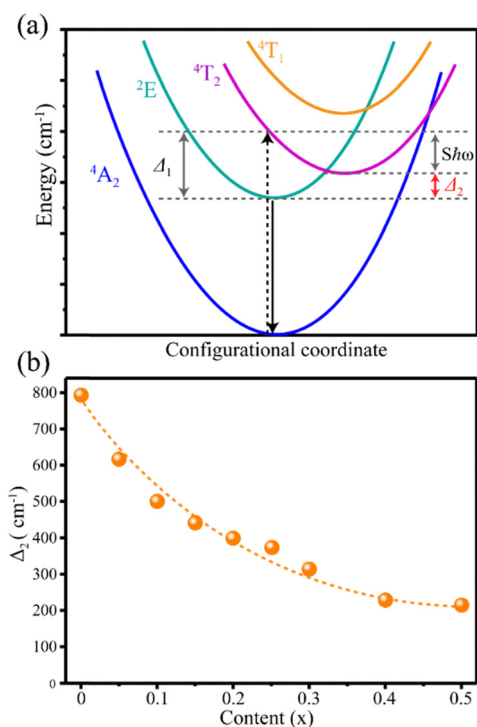 (a)
⁴T₁
⁴T₂
²E
⁴A₂
Δ₁
Sħω
Δ₂
Energy (cm⁻¹)
Configurational coordinate
(b)
800
700
600
500
400
300
200
100
0
Δ₂ ( cm⁻¹)
0 0.1 0.2 0.3 0.4 0.5
Content (x)